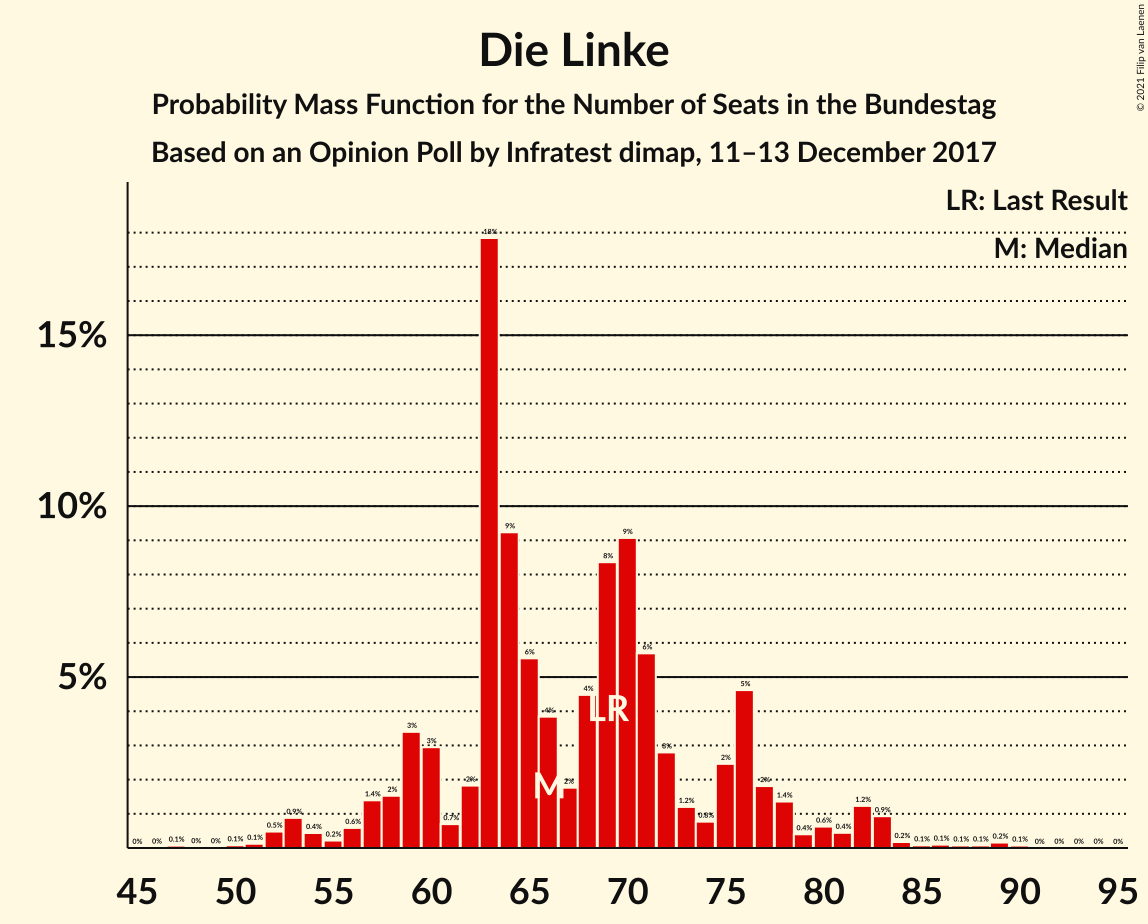 Die Linke
Probability Mass Function for the Number of Seats in the Bundestag
Based on an Opinion Poll by Infratest dimap, 11–13 December 2017
© 2021 Filip van Laenen
LR: Last Result
M: Median
15%
10%
5%
0% 0% 0.1% 0% 0% 0.1% 0.1% 0.5% 0.9% 0.4% 0.2% 0.6% 1.4% 2% 3% 3% 0.7% 2% 18% 9% 6% 4% 2% 4% 8% 9% 6% 3% 1.2% 0.8% 2% 5% 2% 1.4% 0.4% 0.6% 0.4% 1.2% 0.9% 0.2% 0.1% 0.1% 0.1% 0.1% 0.2% 0.1% 0% 0% 0% 0% 0%
LR
M
45 50 55 60 65 70 75 80 85 90 95